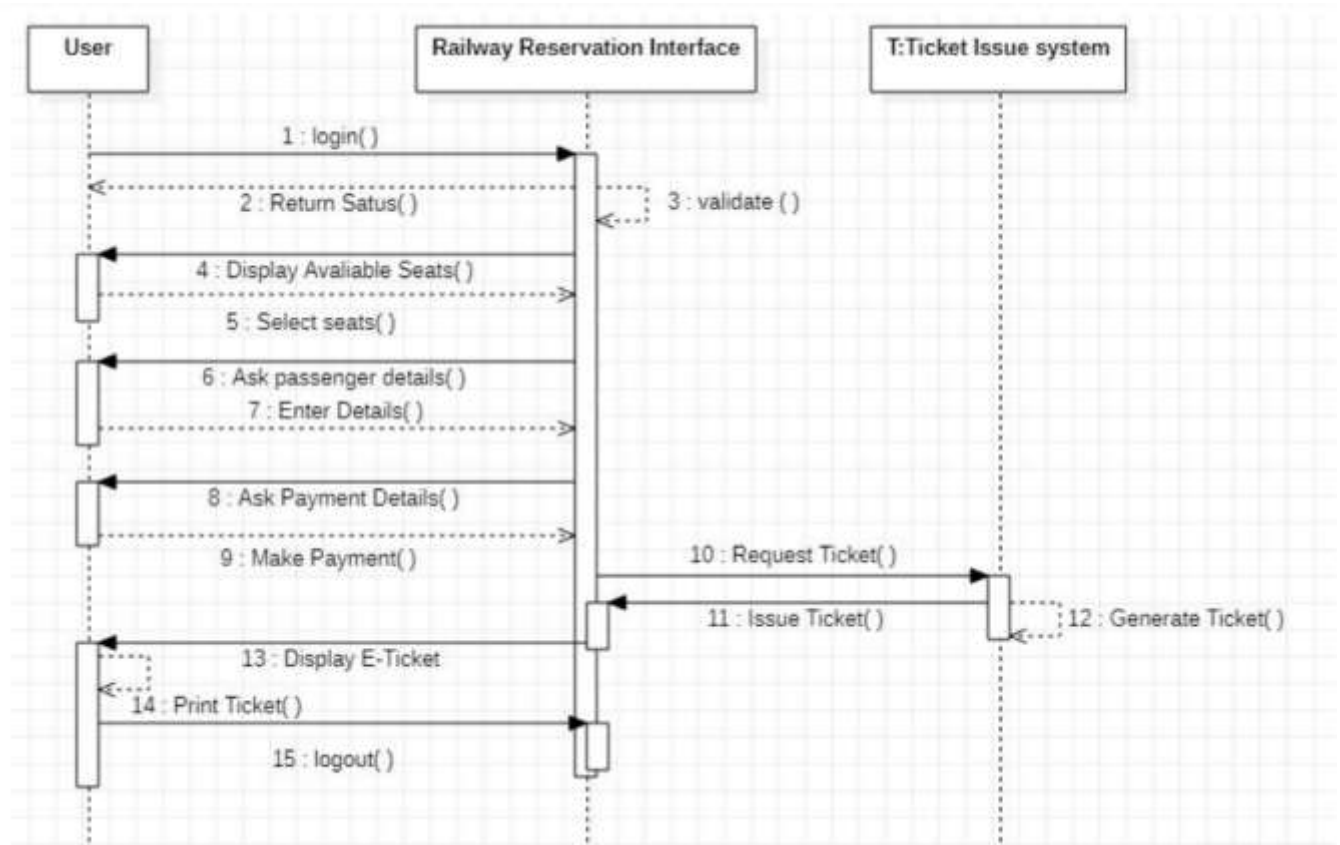 User
Railway Reservation Interface
T:Ticket Issue system
1 : login( )
2 : Return Satus( )
3 : validate ( )
4 : Display Avaliable Seats( )
5 : Select seats( )
6 : Ask passenger details( )
7 : Enter Details( )
8 : Ask Payment Details( )
9 : Make Payment( )
10 : Request Ticket( )
11 : Issue Ticket( )
12 : Generate Ticket( )
13 : Display E-Ticket
14 : Print Ticket( )
15 : logout( )